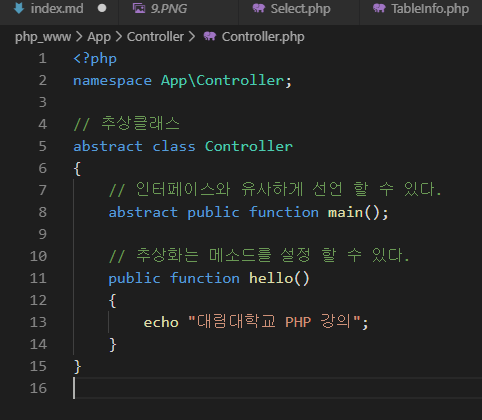 index.md
9.PNG
Select.php
TableInfo.php
php_www > App > Controller > Controller.php
1 <?php
2 namespace App\Controller;
3
4 // 추상클래스
5 abstract class Controller
6 {
7 // 인터페이스와 유사하게 선언 할 수 있다.
8 abstract public function main();
9
10 // 추상화는 메소드를 설정 할 수 있다.
11 public function hello()
12 {
13 echo "대림대학교 PHP 강의";
14 }
15 }
16